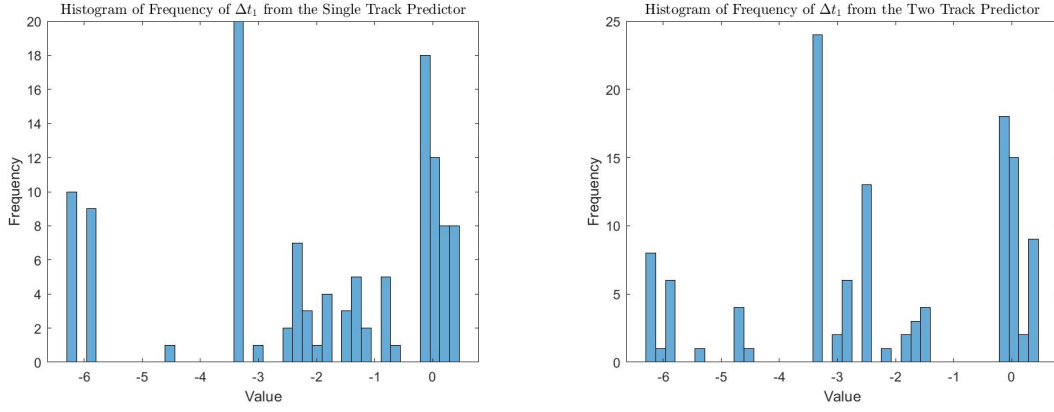 Histogram of Frequency of Δt₁ from the Single Track Predictor
20
18
16
14
12
10
8
6
4
2
0
Frequency
-6 -5 -4 -3 -2 -1 0
Value
Histogram of Frequency of Δt₁ from the Two Track Predictor
25
20
15
10
5
0
Frequency
-6 -5 -4 -3 -2 -1 0
Value